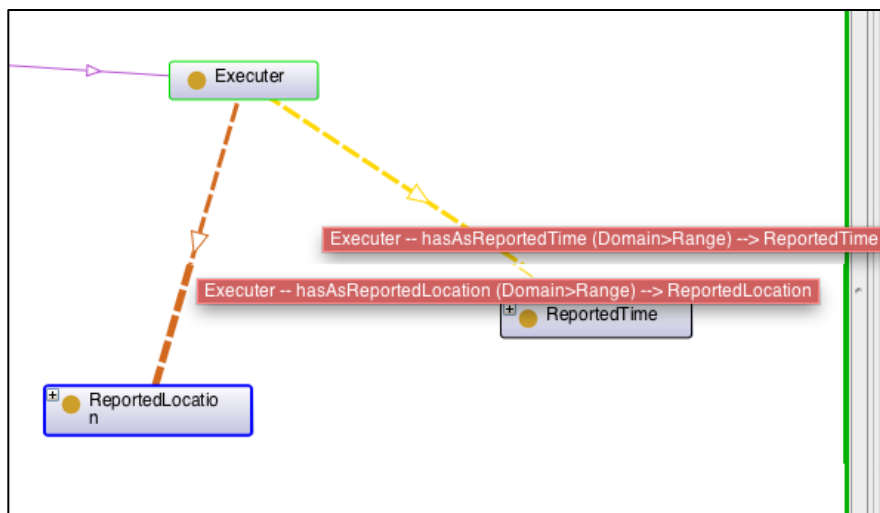 Executer
Executer -- hasAsReportedTime (Domain>Range) --> ReportedTime
Executer -- hasAsReportedLocation (Domain>Range) --> ReportedLocation
ReportedTime
ReportedLocatio
n